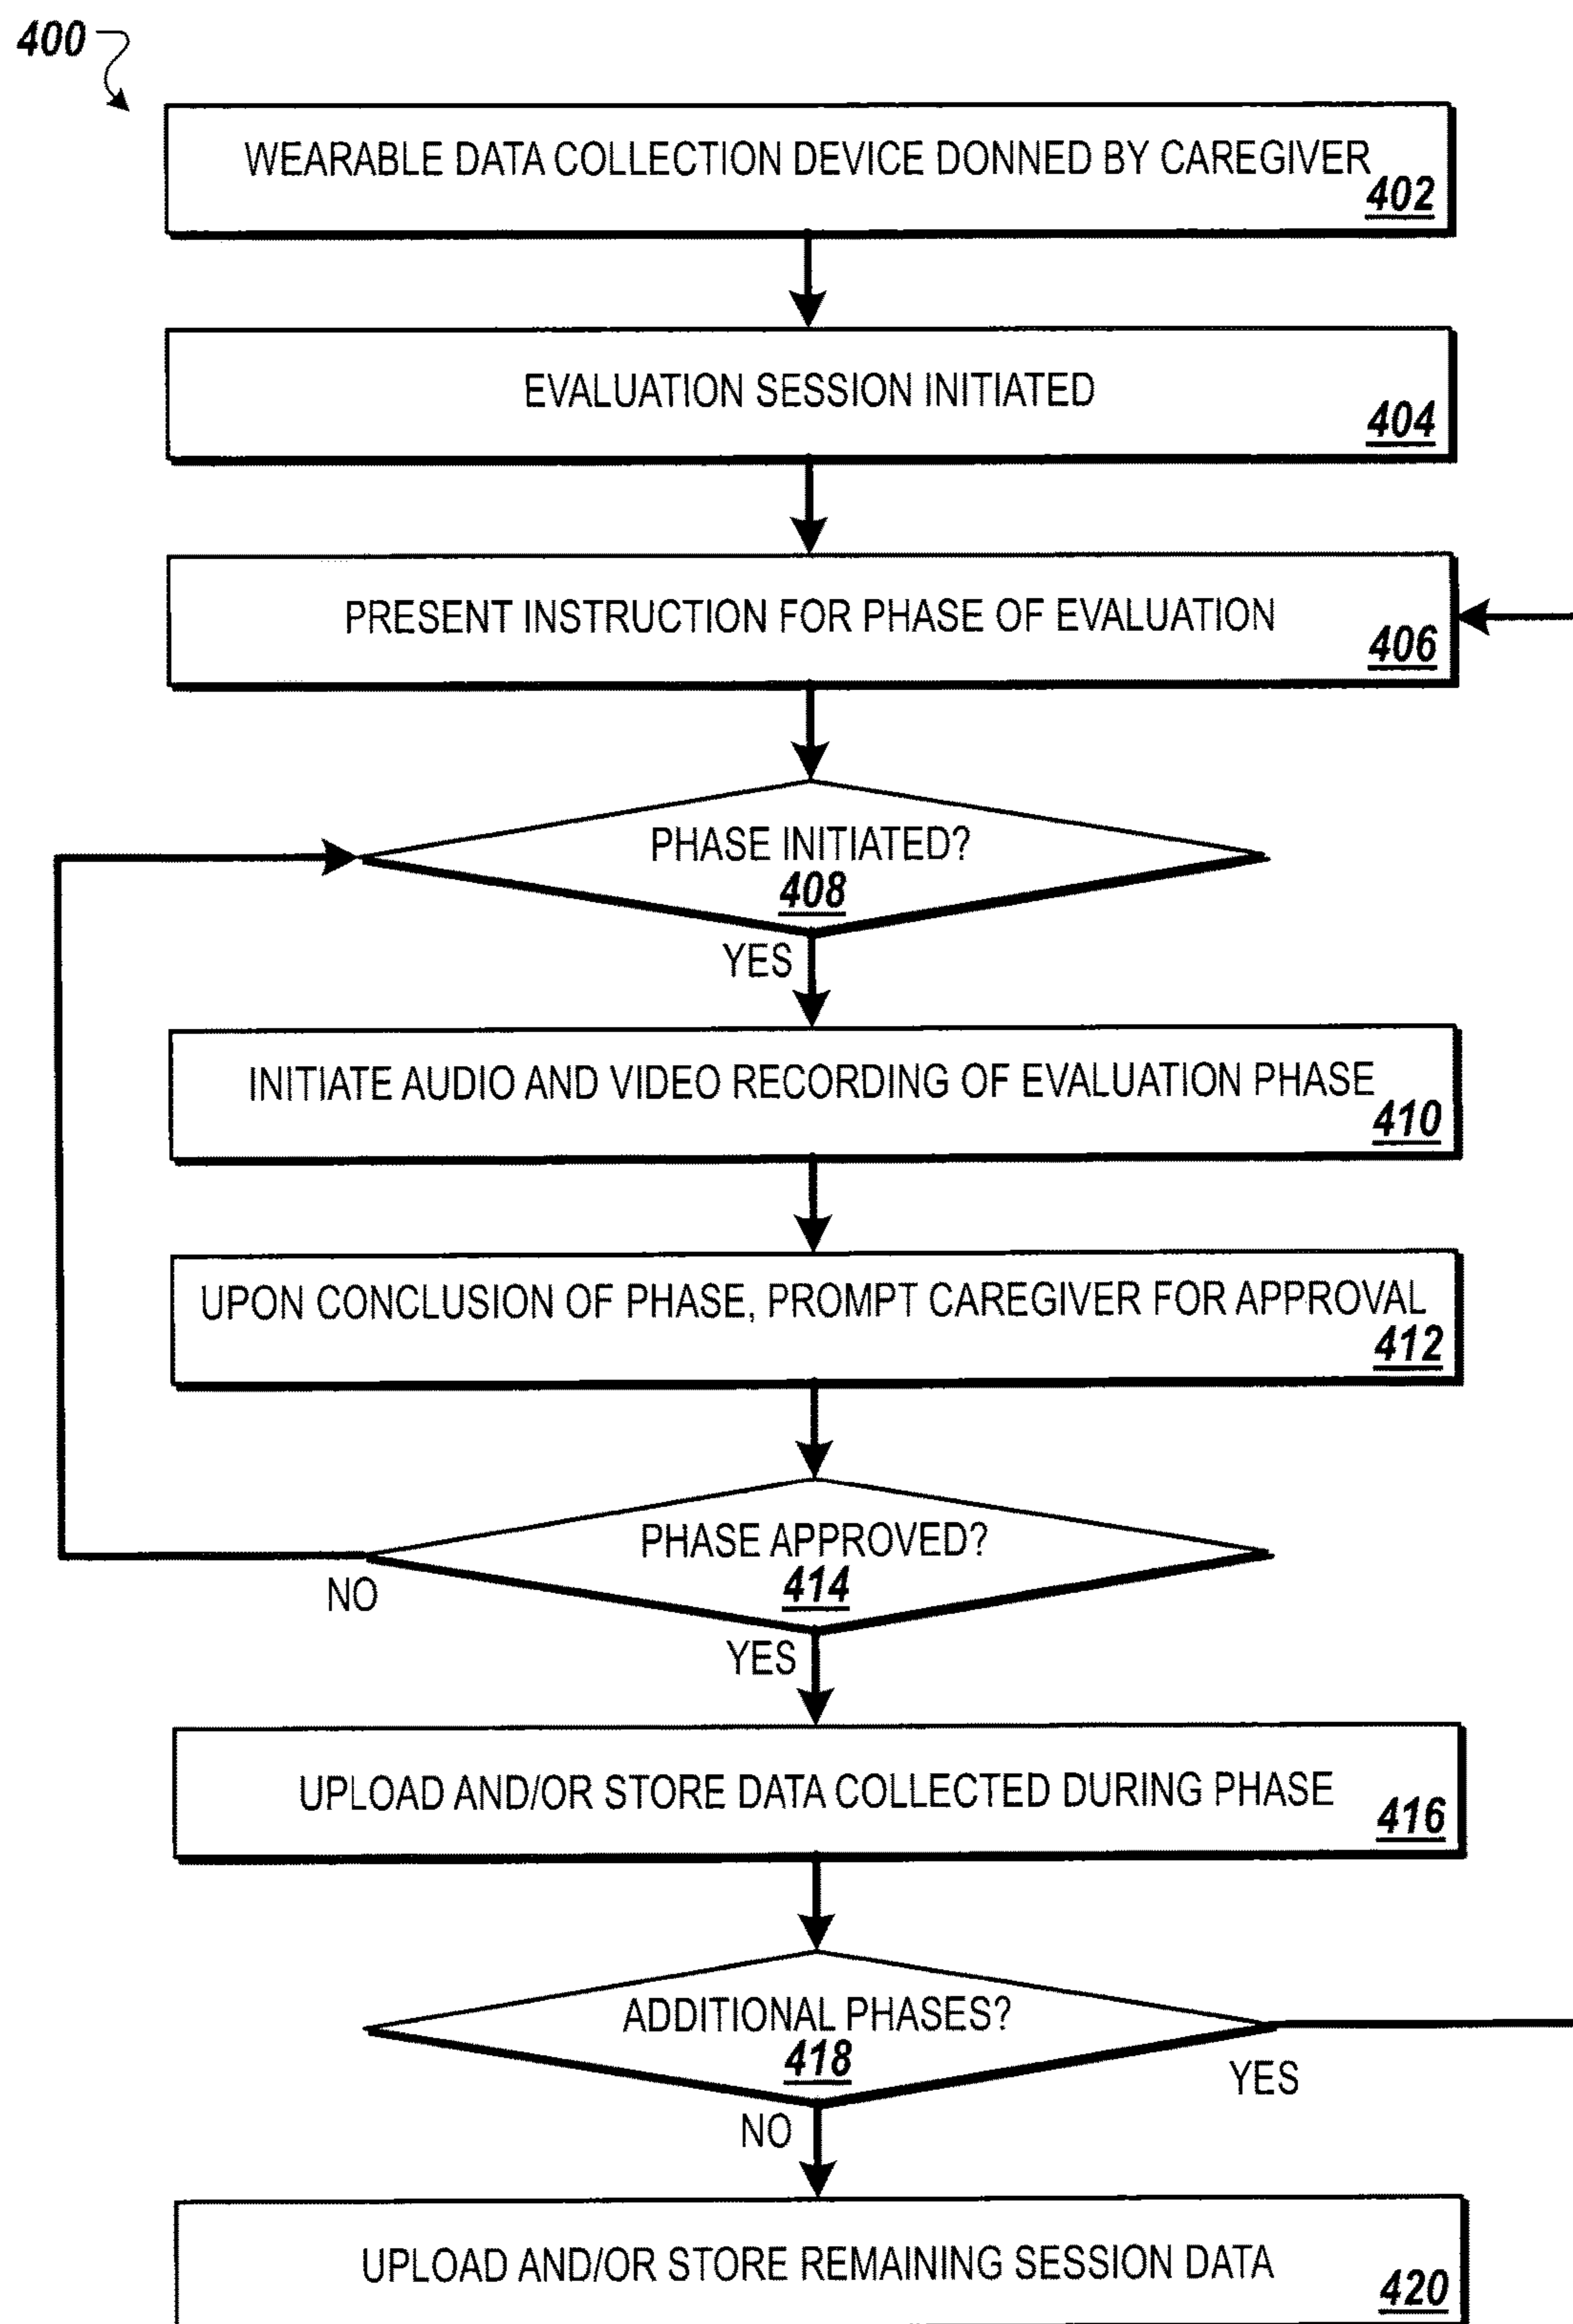 400
WEARABLE DATA COLLECTION DEVICE DONNED BY CAREGIVER
402
EVALUATION SESSION INITIATED
404
PRESENT INSTRUCTION FOR PHASE OF EVALUATION
406
PHASE INITIATED?
408
YES
INITIATE AUDIO AND VIDEO RECORDING OF EVALUATION PHASE
410
UPON CONCLUSION OF PHASE, PROMPT CAREGIVER FOR APPROVAL
412
PHASE APPROVED?
414
NO
YES
UPLOAD AND/OR STORE DATA COLLECTED DURING PHASE
416
ADDITIONAL PHASES?
418
YES
NO
UPLOAD AND/OR STORE REMAINING SESSION DATA
420